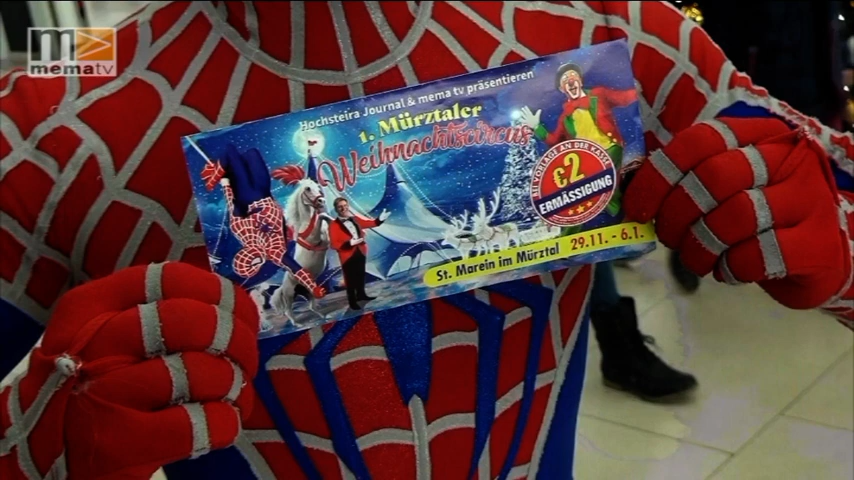 mema tv
Hochsteira Journal & mema tv präsentieren
1. Mürztaler
Weihnachtscircus
BEI VORLAGE AN DER KASSE
€2
ERMÄSSIGUNG
St. Marein im Mürztal 29.11. - 6.1.